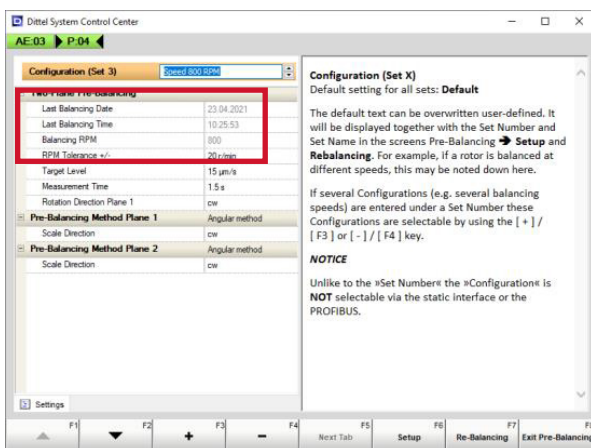 Dittel System Control Center
AE:03 P:04
Configuration (Set 3) Speed 800 RPM
Two-Plane Pre-Balancing
Last Balancing Date 23.04.2021
Last Balancing Time 10:25:53
Balancing RPM 800
RPM Tolerance +/- 20 r/min
Target Level 15 µm/s
Measurement Time 1.5 s
Rotation Direction Plane 1 cw
Pre-Balancing Method Plane 1 Angular method
Scale Direction cw
Pre-Balancing Method Plane 2 Angular method
Scale Direction cw
Settings
Configuration (Set X)
Default setting for all sets: Default
The default text can be overwritten user-defined. It
will be displayed together with the Set Number and
Set Name in the screens Pre-Balancing ➔ Setup and
Rebalancing. For example, if a rotor is balanced at
different speeds, this may be noted down here.
If several Configurations (e.g. several balancing
speeds) are entered under a Set Number these
Configurations are selectable by using the [ + ] /
[ F3 ] or [ - ] / [ F4 ] key.
NOTICE
Unlike to the »Set Number« the »Configuration« is
NOT selectable via the static interface or the
PROFIBUS.
F1 F2 F3 F4 F5 F6 F7 F8
+ - Next Tab Setup Re-Balancing Exit Pre-Balancing